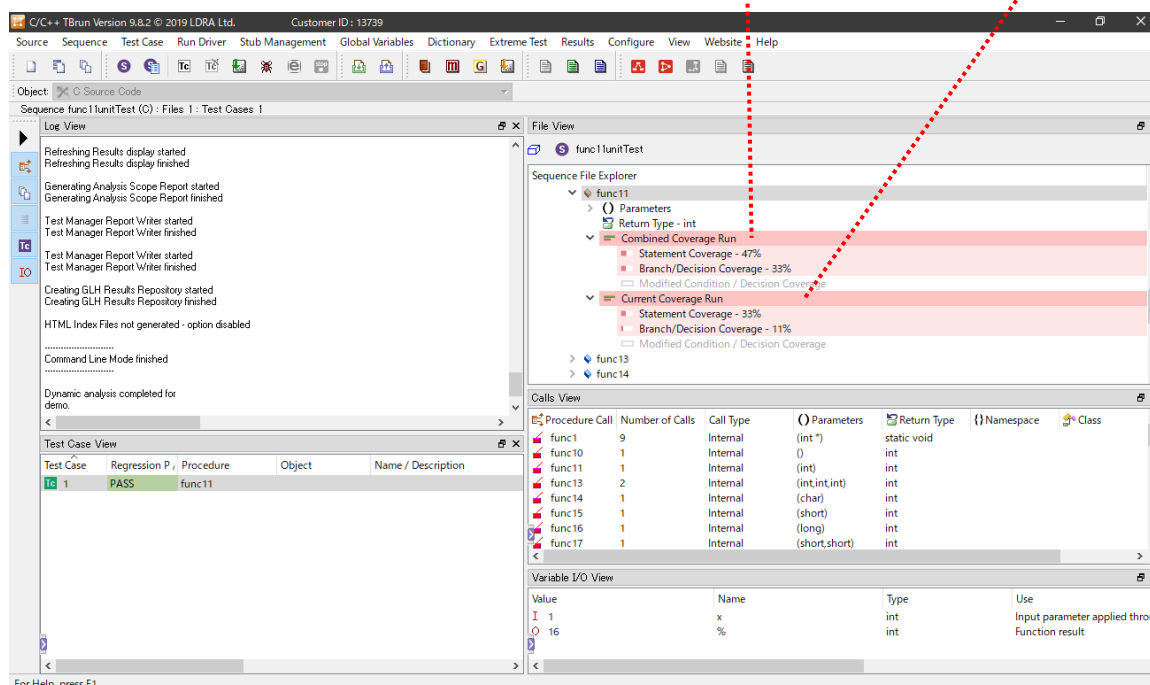 C/C++ TBrun Version 9.8.2 © 2019 LDRA Ltd. Customer ID : 13739
Source Sequence Test Case Run Driver Stub Management Global Variables Dictionary Extreme Test Results Configure View Website Help
Object: C Source Code
Sequence func11unitTest (C) : Files 1 : Test Cases 1
Log View
Refreshing Results display started
Refreshing Results display finished
Generating Analysis Scope Report started
Generating Analysis Scope Report finished
Test Manager Report Writer started
Test Manager Report Writer finished
Test Manager Report Writer started
Test Manager Report Writer finished
Creating GLH Results Repository started
Creating GLH Results Repository finished
HTML Index Files not generated - option disabled
--------------------------
Command Line Mode finished
--------------------------
Dynamic analysis completed for
demo.
Test Case View
Test Case Regression P Procedure Object Name / Description
Tc 1 PASS func11
File View
S func11unitTest
Sequence File Explorer
func11
() Parameters
Return Type - int
Combined Coverage Run
Statement Coverage - 47%
Branch/Decision Coverage - 33%
Modified Condition / Decision Coverage
Current Coverage Run
Statement Coverage - 33%
Branch/Decision Coverage - 11%
Modified Condition / Decision Coverage
func13
func14
Calls View
Procedure Call Number of Calls Call Type () Parameters Return Type {} Namespace Class
func1 9 Internal (int *) static void
func10 1 Internal () int
func11 1 Internal (int) int
func13 2 Internal (int,int,int) int
func14 1 Internal (char) int
func15 1 Internal (short) int
func16 1 Internal (long) int
func17 1 Internal (short,short) int
Variable I/O View
Value Name Type Use
I 1 x int Input parameter applied thro
O 16 % int Function result
For Help, press F1